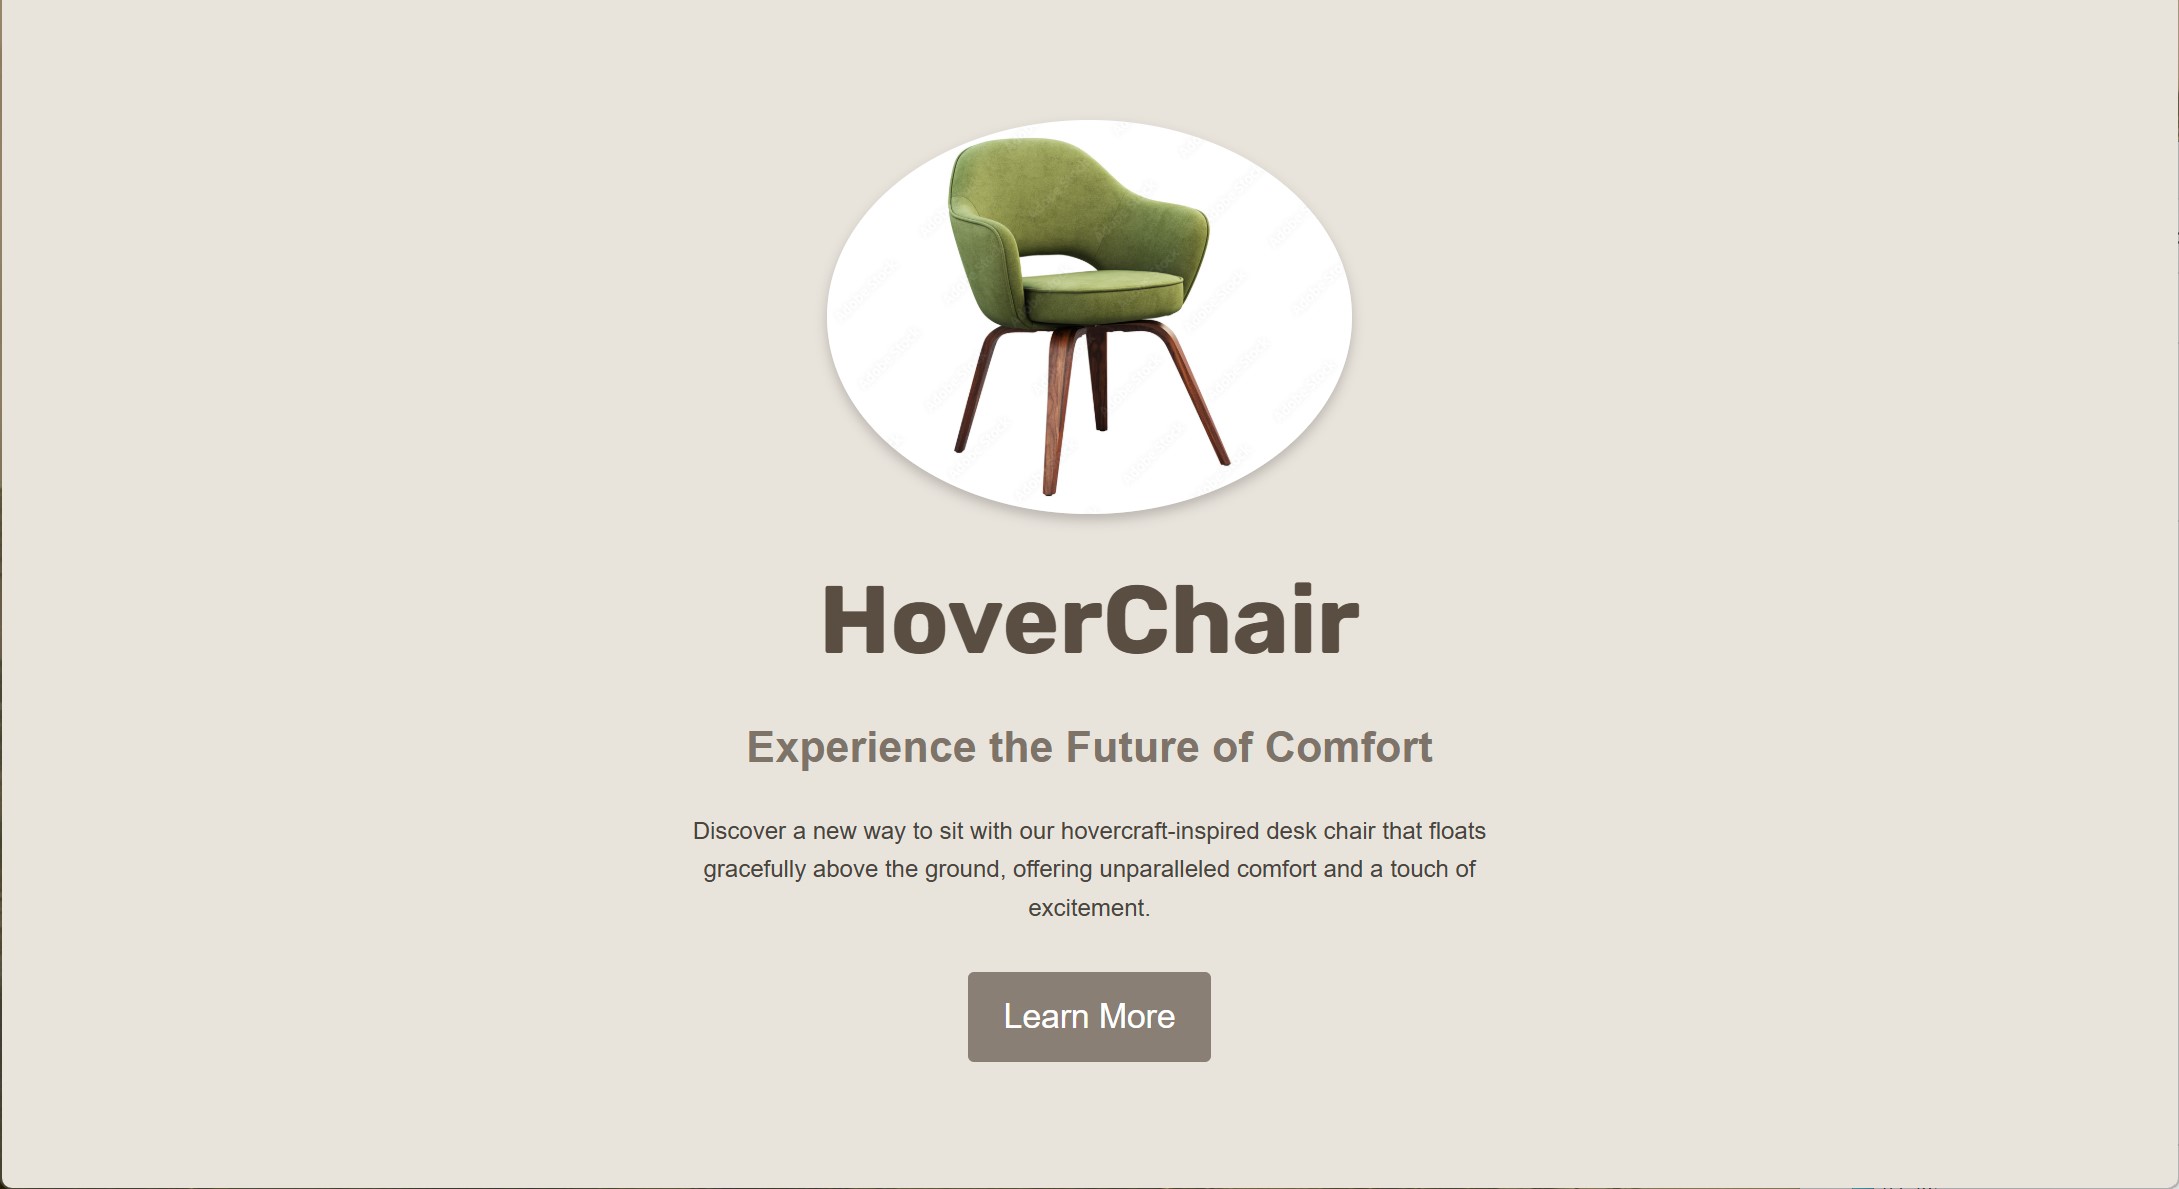 HoverChair
Experience the Future of Comfort
Discover a new way to sit with our hovercraft-inspired desk chair that floats
gracefully above the ground, offering unparalleled comfort and a touch of
excitement.
Learn More